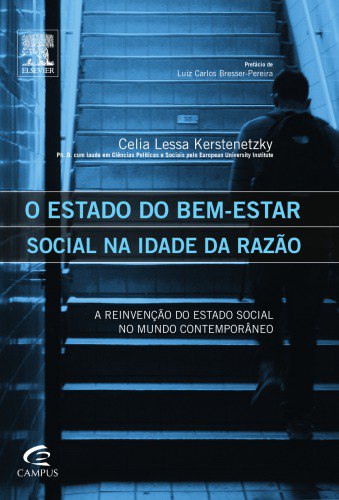 ELSEVIER
Prefácio de
Luiz Carlos Bresser-Pereira
Celia Lessa Kerstenetzky
Ph. D. cum laude em Ciências Políticas e Sociais pelo European University Institute
O ESTADO DO BEM-ESTAR
SOCIAL NA IDADE DA RAZÃO
A REINVENÇÃO DO ESTADO SOCIAL
NO MUNDO CONTEMPORÂNEO
CAMPUS